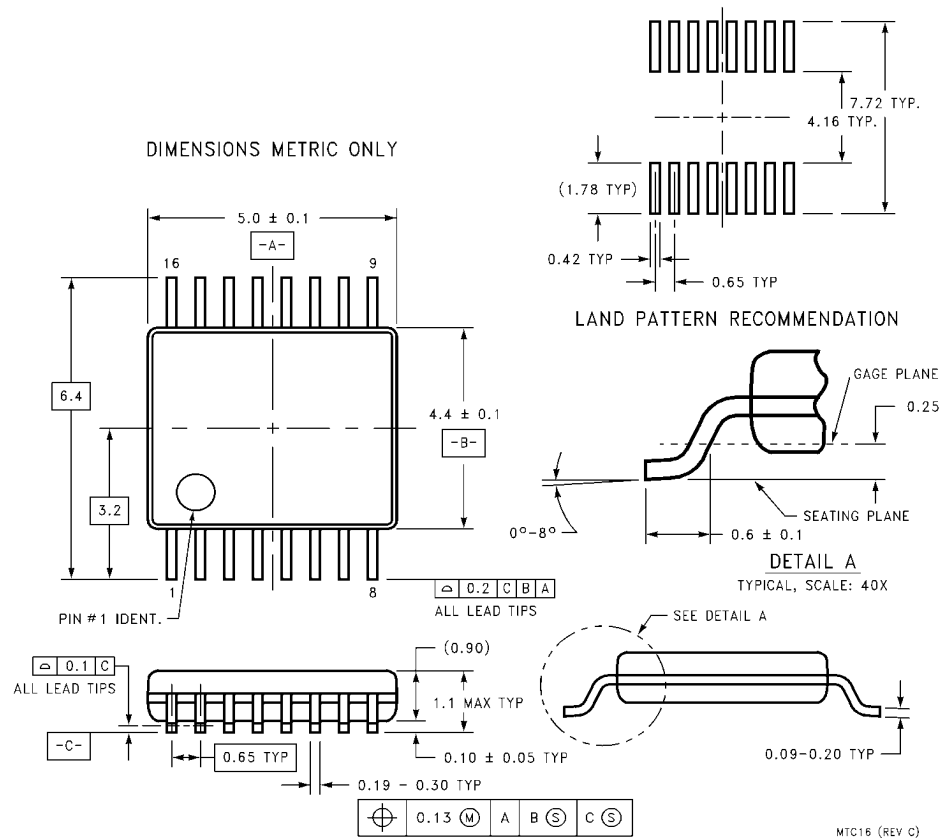 7.72 TYP.
4.16 TYP.
(1.78 TYP)
0.42 TYP
0.65 TYP
LAND PATTERN RECOMMENDATION
DIMENSIONS METRIC ONLY
5.0 ± 0.1
-A-
16
9
6.4
4.4 ± 0.1
-B-
3.2
1
8
PIN #1 IDENT.
⌓ 0.2 C B A
ALL LEAD TIPS
GAGE PLANE
0.25
SEATING PLANE
0°-8°
0.6 ± 0.1
DETAIL A
TYPICAL, SCALE: 40X
SEE DETAIL A
0.09-0.20 TYP
⌓ 0.1 C
ALL LEAD TIPS
-C-
(0.90)
1.1 MAX TYP
0.65 TYP
0.10 ± 0.05 TYP
0.19 - 0.30 TYP
⌖ 0.13 Ⓜ A B Ⓢ C Ⓢ
MTC16 (REV C)